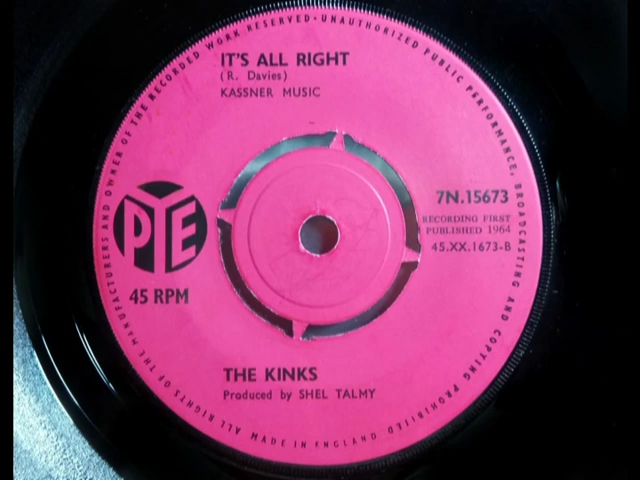 ALL RIGHTS OF THE MANUFACTURERS AND OWNER OF THE RECORDED WORK RESERVED · UNAUTHORIZED PUBLIC PERFORMANCE, BROADCASTING AND COPYING PROHIBITED
IT'S ALL RIGHT
(R. Davies)
KASSNER MUSIC
PYE
7N.15673
RECORDING FIRST
PUBLISHED 1964
45.XX.1673-B
45 RPM
THE KINKS
Produced by SHEL TALMY
MADE IN ENGLAND